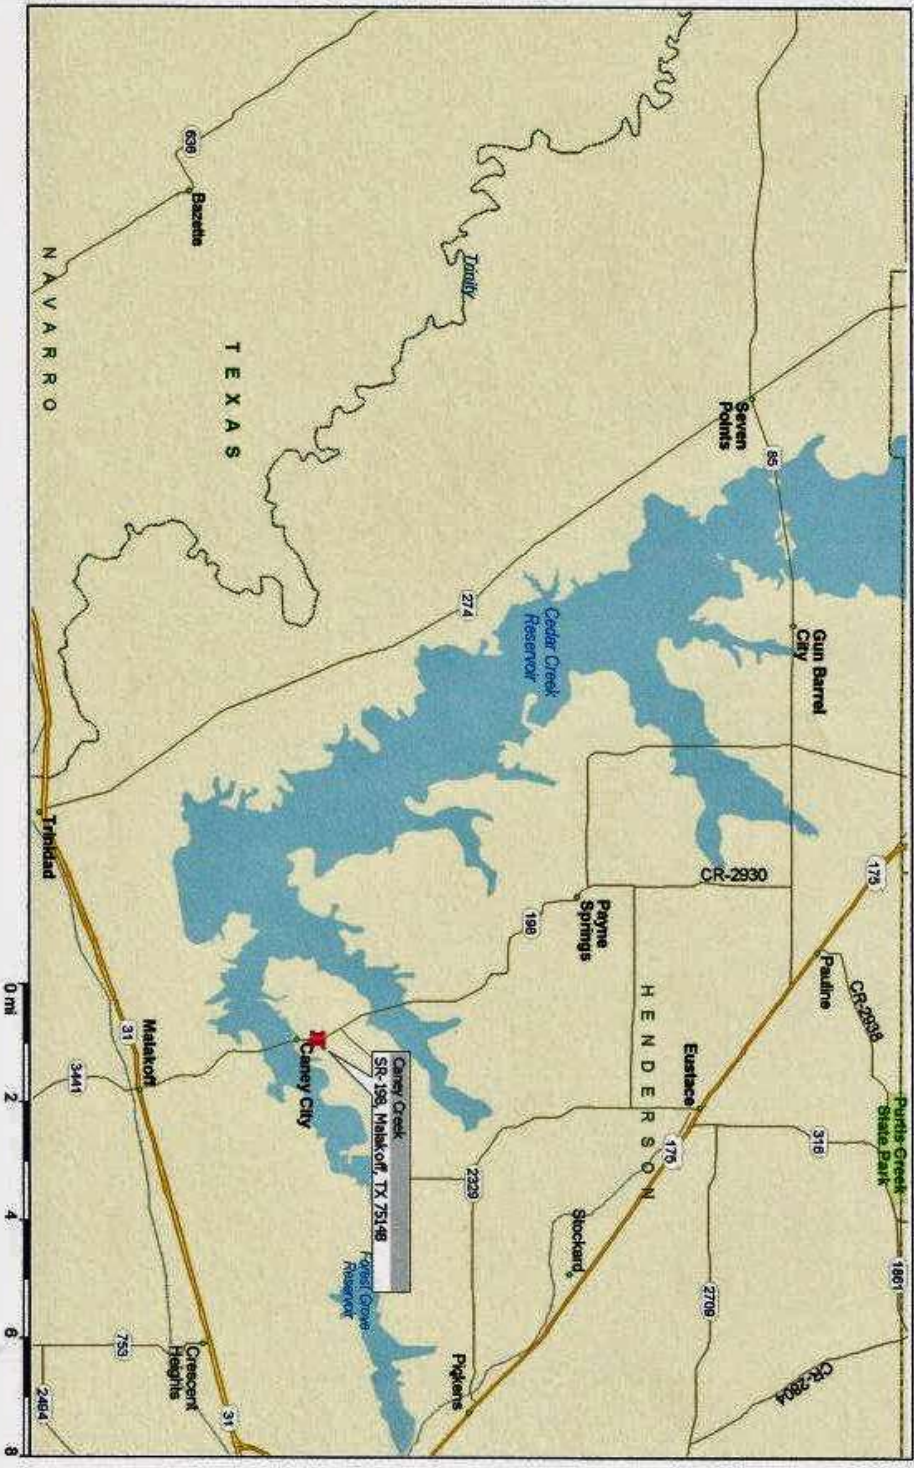 Purtis Creek
State Park
1861
CR-2938
316
CR-2804
175
Pauline
Gun Barrel
City
85
Seven
Points
CR-2930
Eustace
175
2709
HENDERSON
Payne
Springs
Stockard
198
Cedar Creek
Reservoir
Trinity
274
2329
Pickens
Caney Creek
SR-198, Malakoff, TX 75148
Forest Grove
Reservoir
Caney City
TEXAS
636
Bazette
Malakoff
31
31
Crescent
Heights
3441
753
Trinidad
NAVARRO
2494
0 mi
2
4
6
8